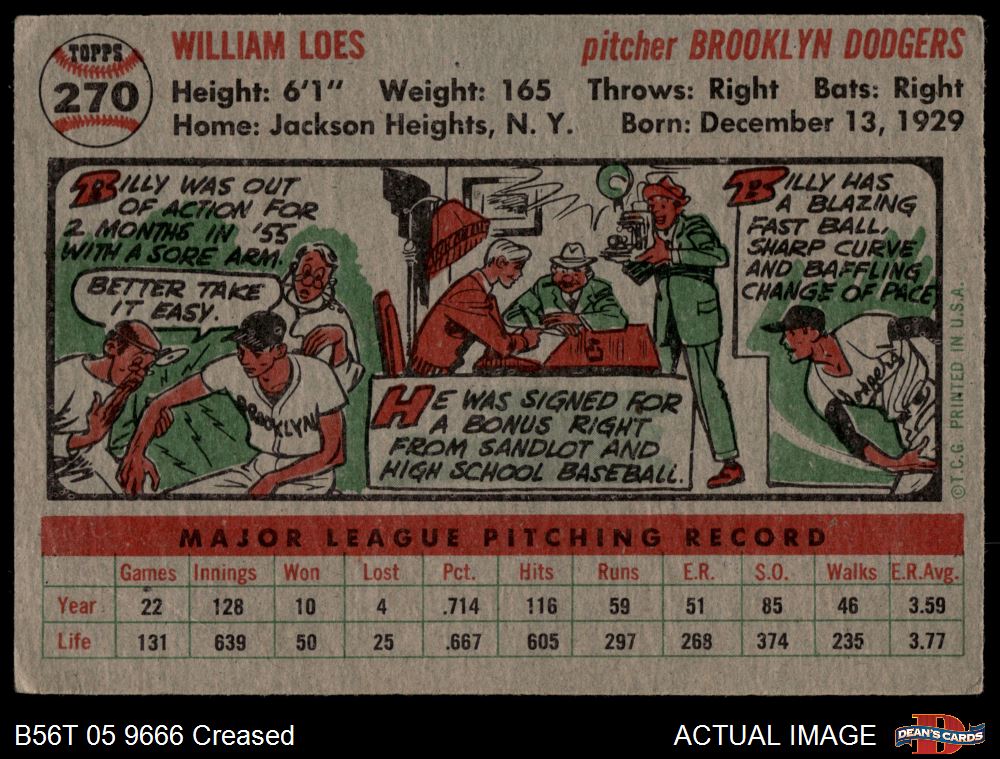 TOPPS
270
WILLIAM LOES
pitcher BROOKLYN DODGERS
Height: 6'1" Weight: 165 Throws: Right Bats: Right
Home: Jackson Heights, N. Y. Born: December 13, 1929
BILLY WAS OUT
OF ACTION FOR
2 MONTHS IN '55
WITH A SORE ARM.
BETTER TAKE
IT EASY.
BROOKLYN
HE WAS SIGNED FOR
A BONUS RIGHT
FROM SANDLOT AND
HIGH SCHOOL BASEBALL.
BILLY HAS
A BLAZING
FAST BALL,
SHARP CURVE
AND BAFFLING
CHANGE OF PACE
Dodgers
©T.C.G. PRINTED IN U.S.A.
MAJOR LEAGUE PITCHING RECORD
Games Innings Won Lost Pct. Hits Runs E.R. S.O. Walks E.R.Avg.
Year 22 128 10 4 .714 116 59 51 85 46 3.59
Life 131 639 50 25 .667 605 297 268 374 235 3.77
B56T 05 9666 Creased
ACTUAL IMAGE
D
DEAN'S CARDS